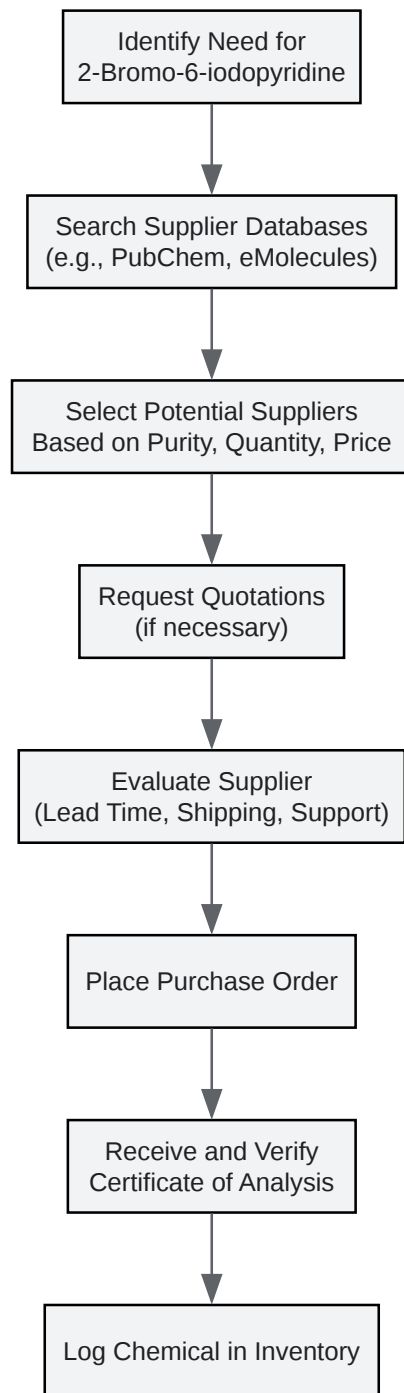 Identify Need for
2-Bromo-6-iodopyridine
Search Supplier Databases
(e.g., PubChem, eMolecules)
Select Potential Suppliers
Based on Purity, Quantity, Price
Request Quotations
(if necessary)
Evaluate Supplier
(Lead Time, Shipping, Support)
Place Purchase Order
Receive and Verify
Certificate of Analysis
Log Chemical in Inventory